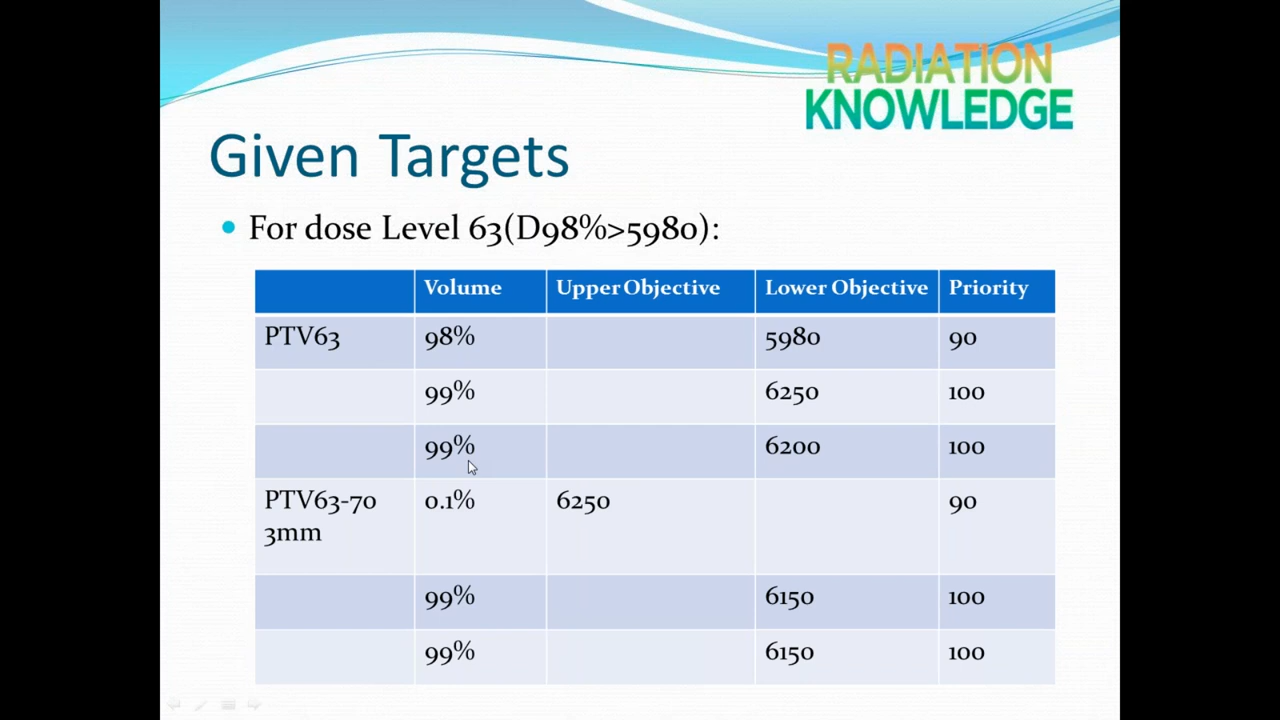 RADIATION
KNOWLEDGE
Given Targets
For dose Level 63(D98%>5980):
Volume Upper Objective Lower Objective Priority
PTV63 98% 5980 90
99% 6250 100
99% 6200 100
PTV63-70 0.1% 6250 90
3mm
99% 6150 100
99% 6150 100